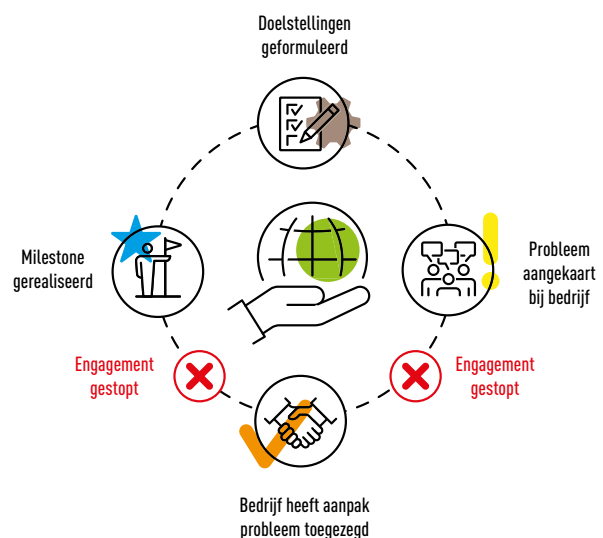 Doelstellingen
geformuleerd
Milestone
gerealiseerd
Probleem
aangekaart
bij bedrijf
Engagement
gestopt
Engagement
gestopt
Bedrijf heeft aanpak
probleem toegezegd